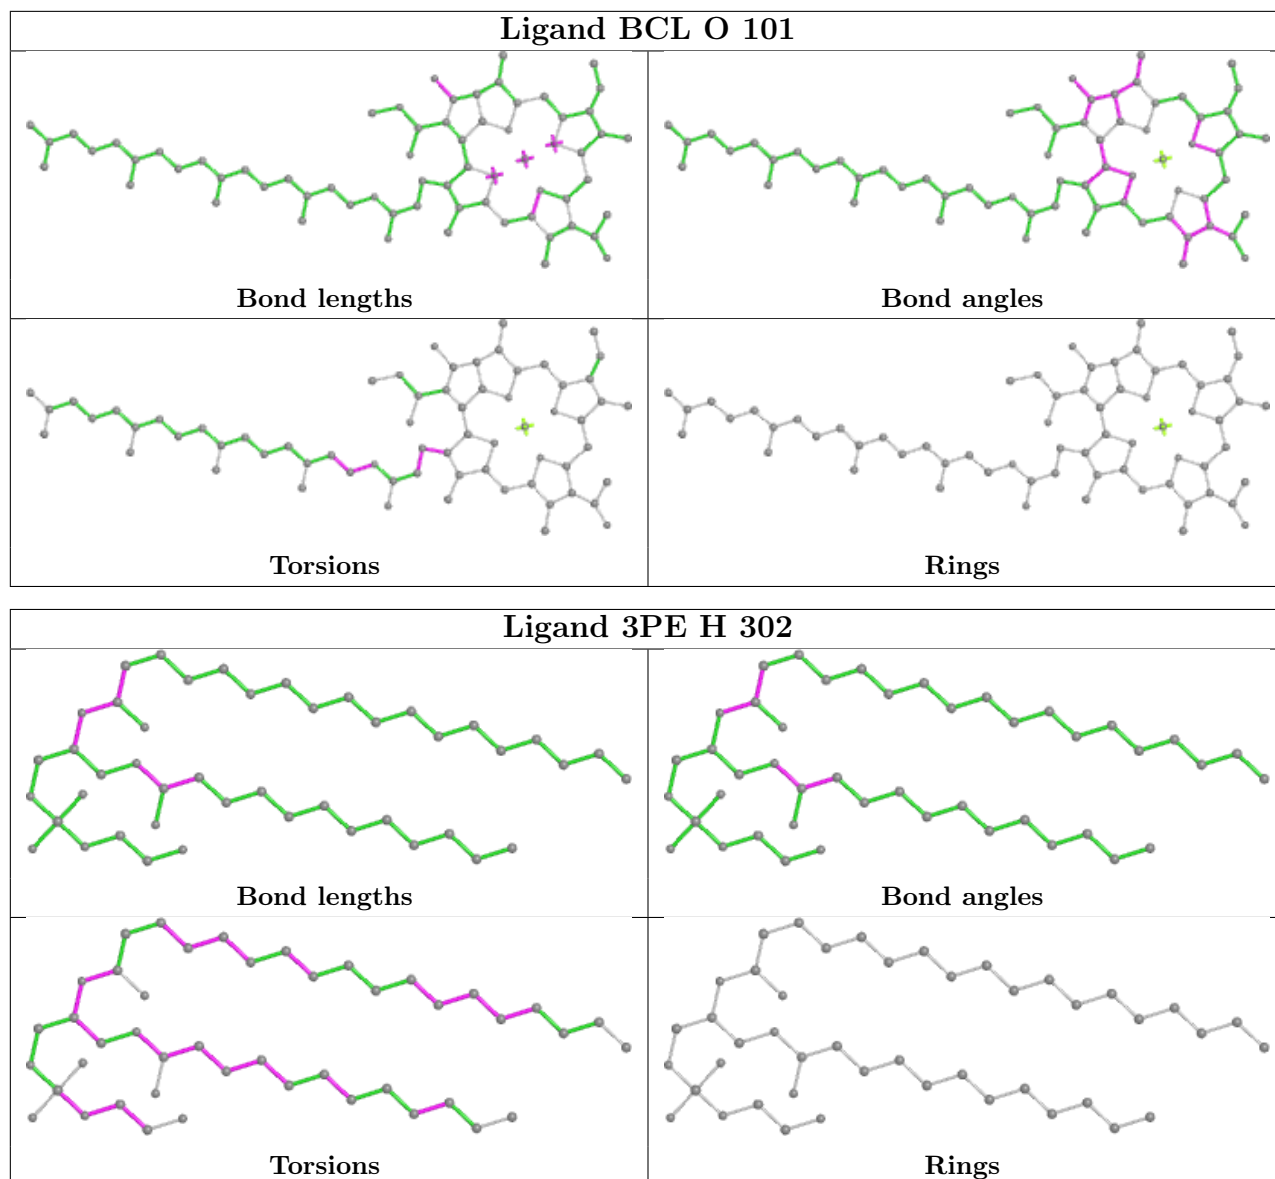 Ligand BCL O 101
Bond lengths
Bond angles
Torsions
Rings
Ligand 3PE H 302
Bond lengths
Bond angles
Torsions
Rings